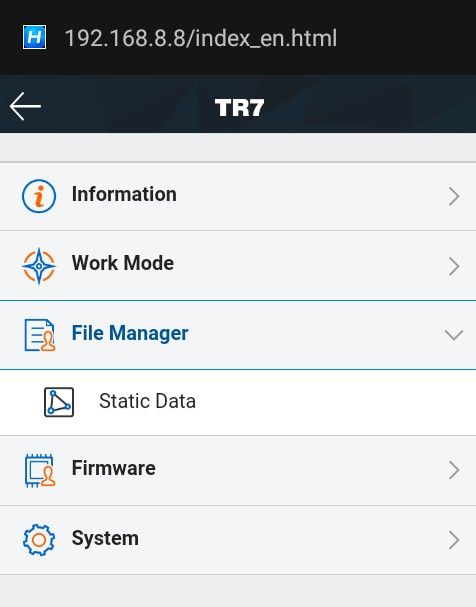 H 192.168.8.8/index_en.html
TR7
Information
Work Mode
File Manager
Static Data
Firmware
System